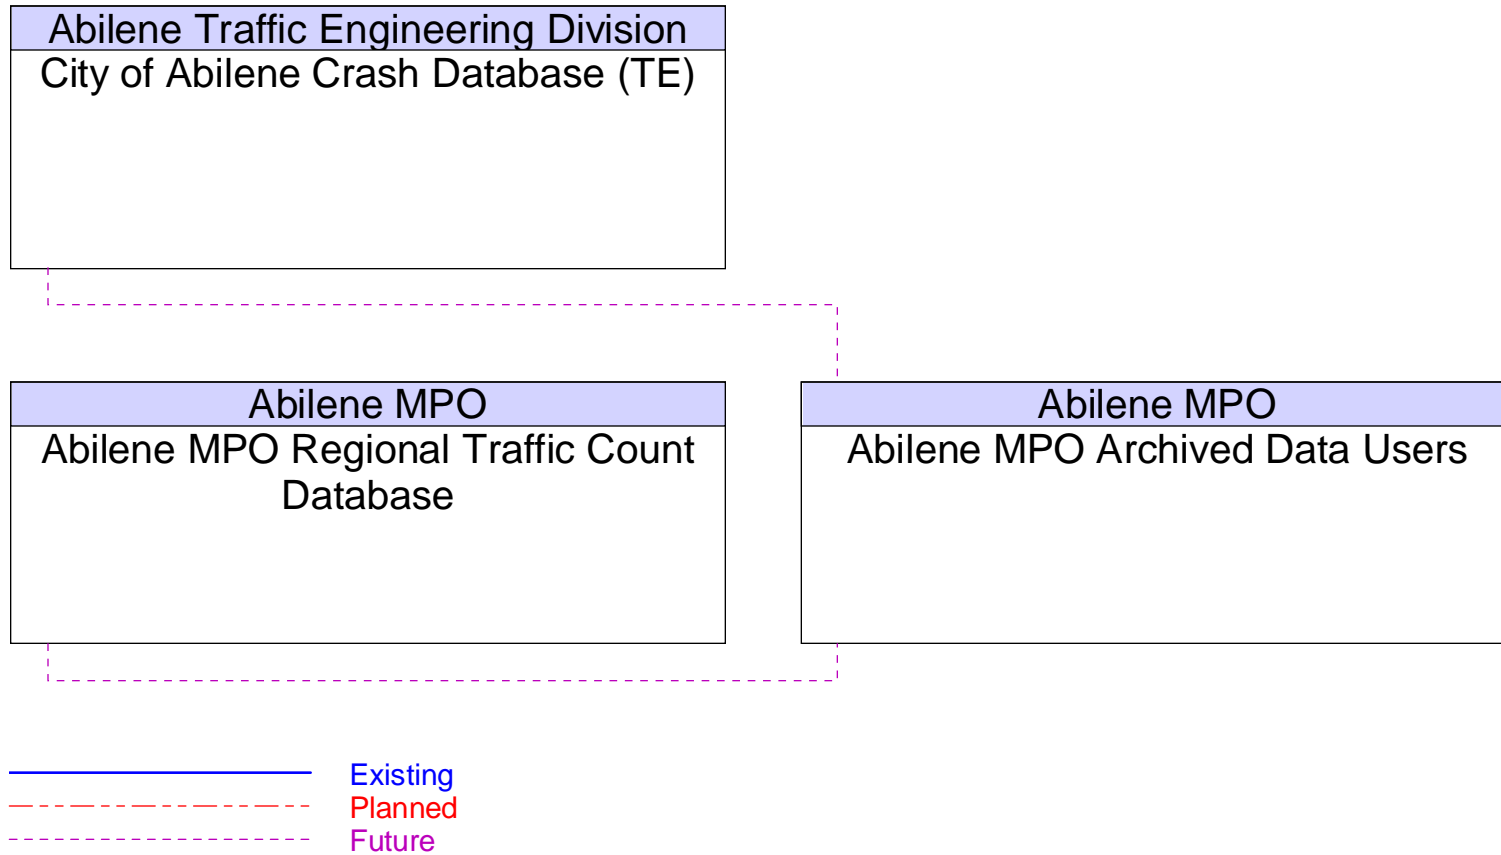 Abilene Traffic Engineering Division
City of Abilene Crash Database (TE)
Abilene MPO
Abilene MPO Regional Traffic Count
Database
Abilene MPO
Abilene MPO Archived Data Users
Existing
Planned
Future